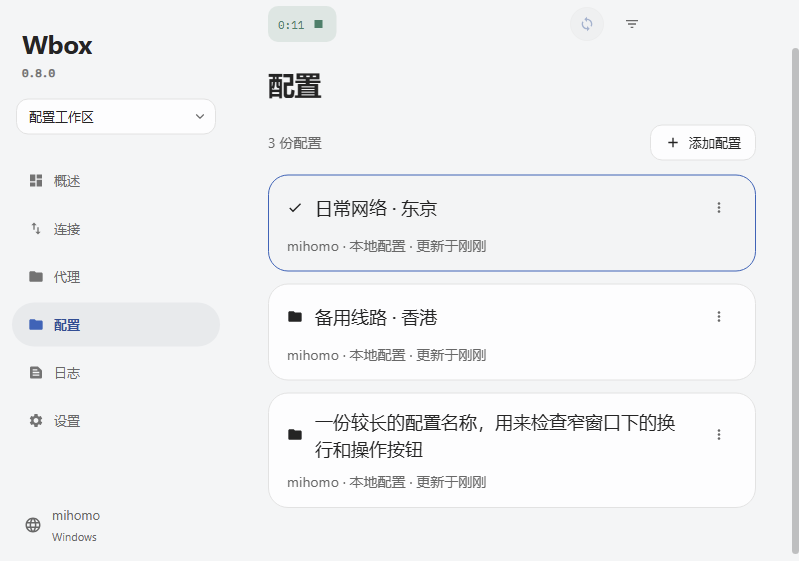 Wbox
0.8.0
配置工作区
概述
连接
代理
配置
日志
设置
mihomo
Windows
0:11
配置
3 份配置
添加配置
日常网络 · 东京
mihomo · 本地配置 · 更新于刚刚
备用线路 · 香港
mihomo · 本地配置 · 更新于刚刚
一份较长的配置名称，用来检查窄窗口下的换
行和操作按钮
mihomo · 本地配置 · 更新于刚刚